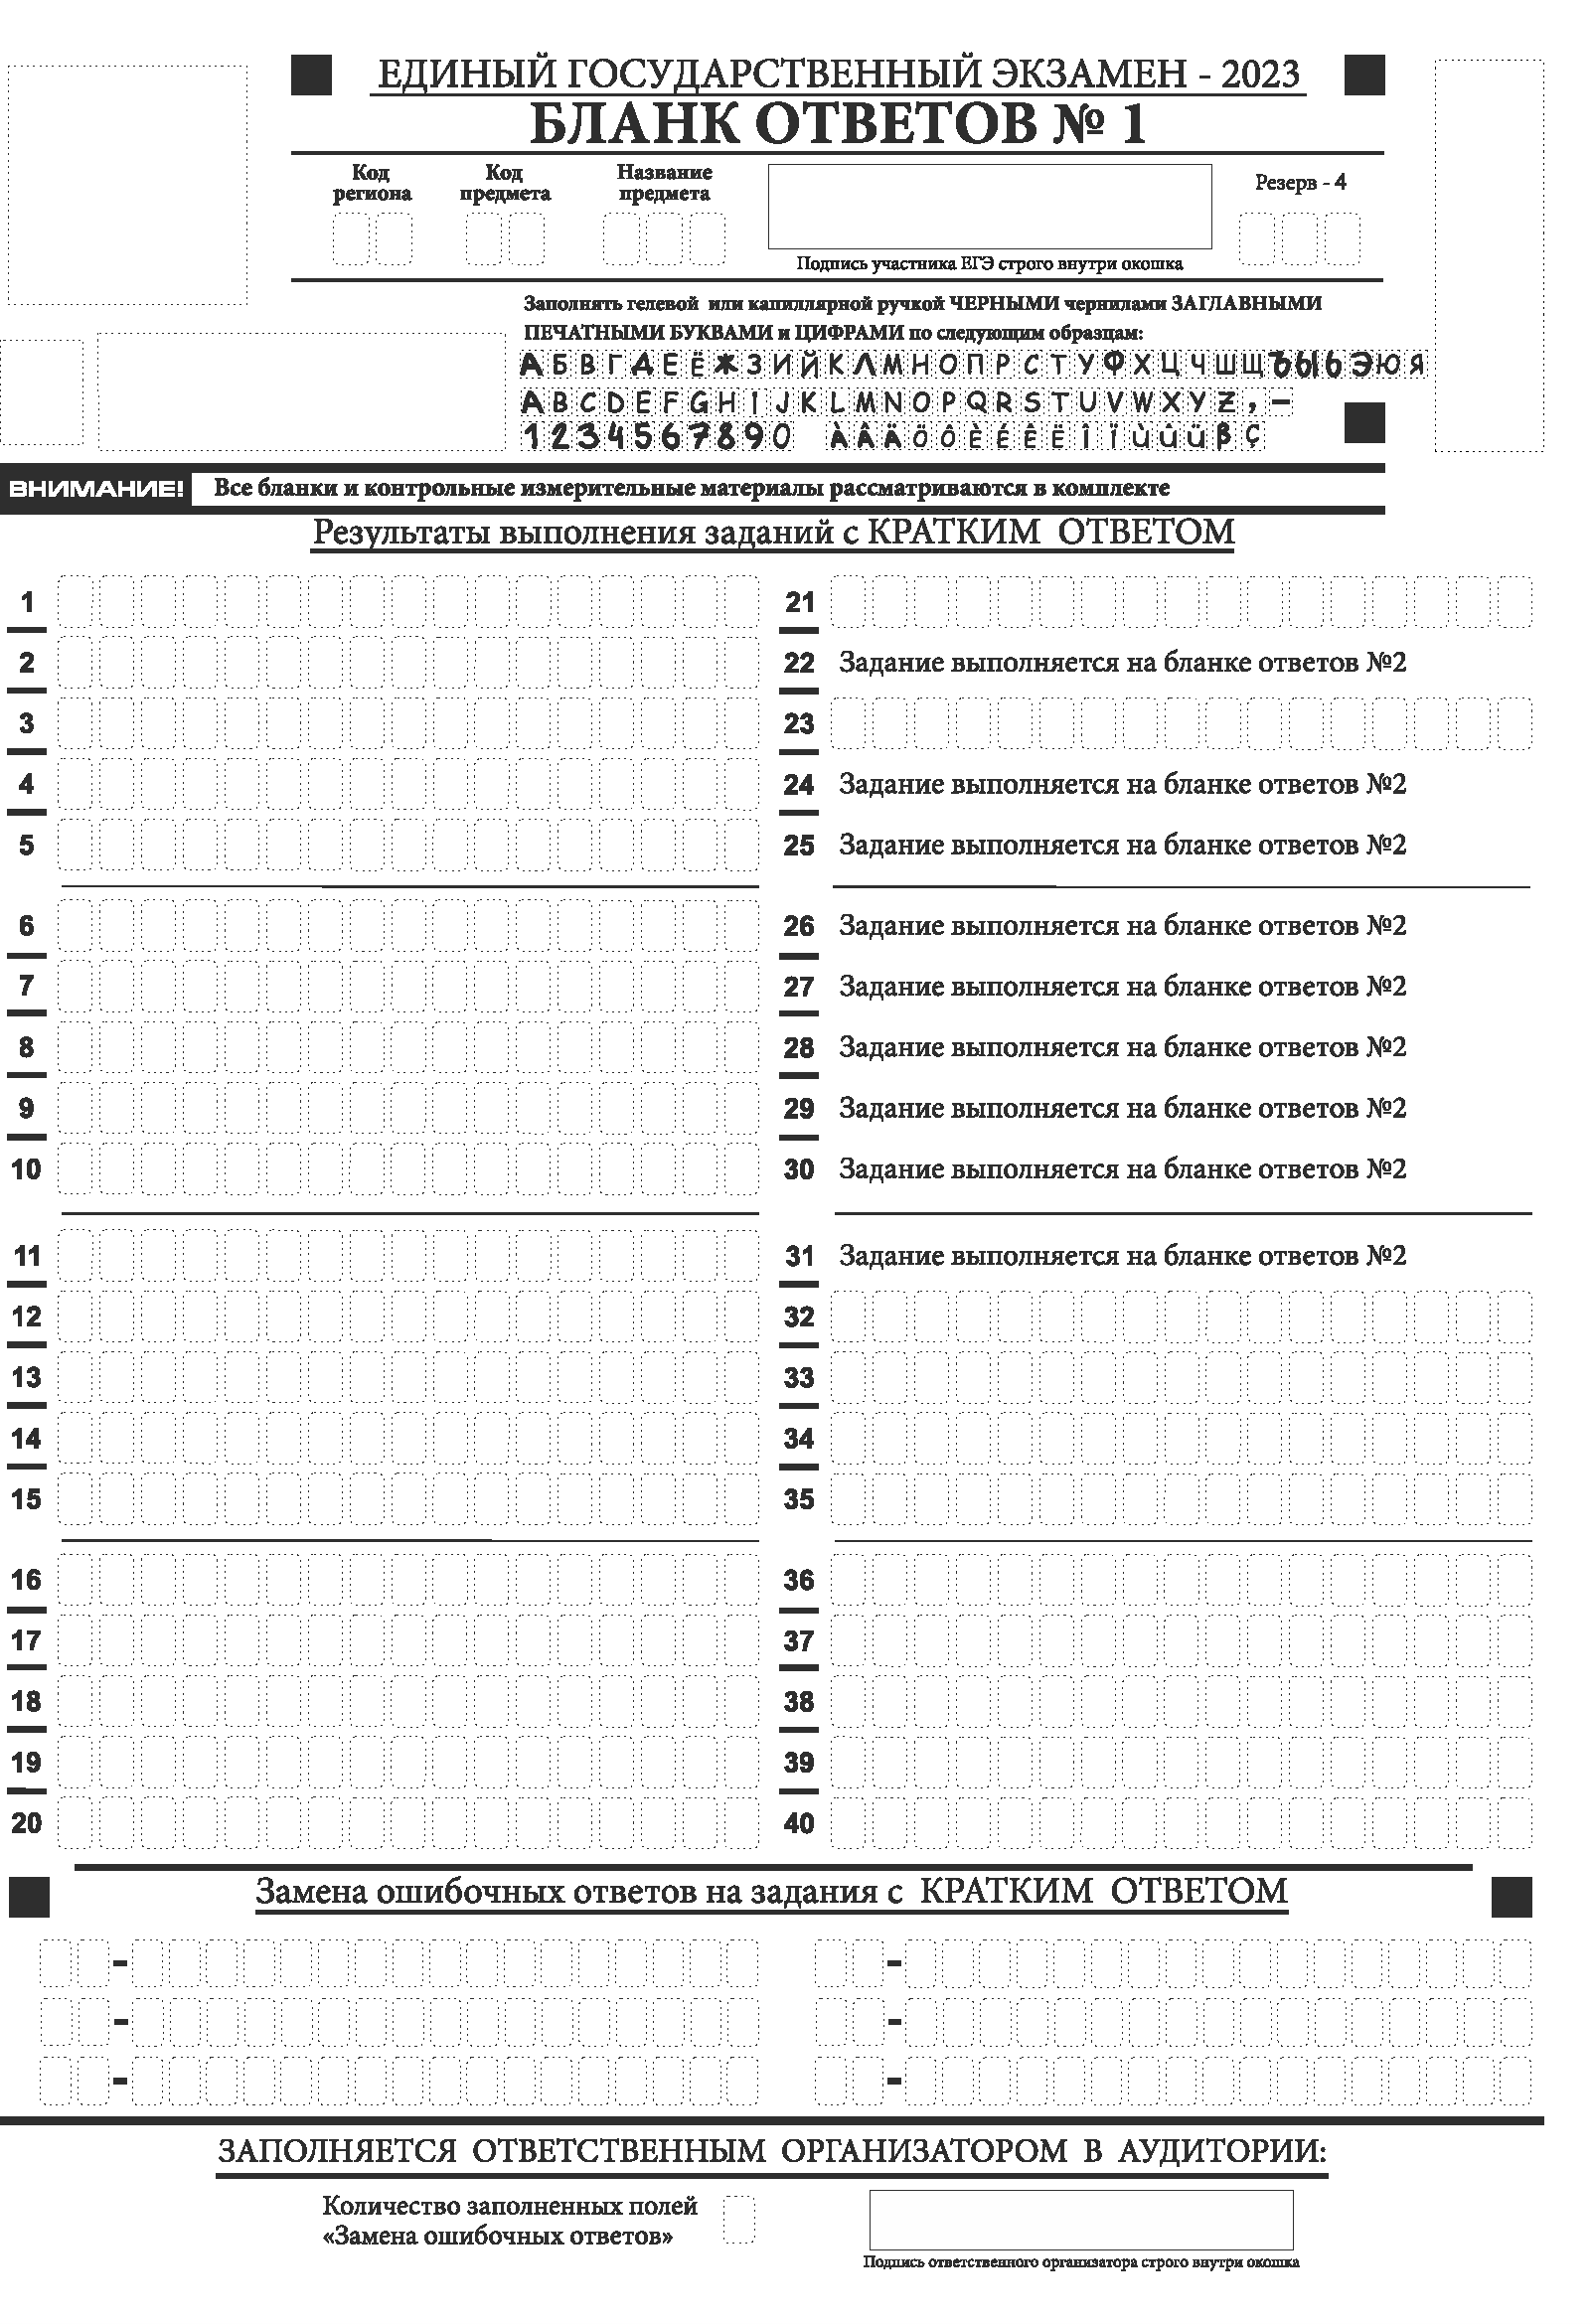 ЕДИНЫЙ ГОСУДАРСТВЕННЫЙ ЭКЗАМЕН - 2023
БЛАНК ОТВЕТОВ № 1
Код региона
Код предмета
Название предмета
Резерв - 4
Подпись участника ЕГЭ строго внутри окошка
Заполнять гелевой или капиллярной ручкой ЧЕРНЫМИ чернилами ЗАГЛАВНЫМИ
ПЕЧАТНЫМИ БУКВАМИ и ЦИФРАМИ по следующим образцам:
А Б В Г Д Е Ё Ж З И Й К Л М Н О П Р С Т У Ф Х Ц Ч Ш Щ Ъ Ы Ь Э Ю Я
A B C D E F G H I J K L M N O P Q R S T U V W X Y Z , -
1 2 3 4 5 6 7 8 9 0 À Â Ä Ö Ô È É Ê Ë Î Ï Ù Û Ü β Ç
ВНИМАНИЕ! Все бланки и контрольные измерительные материалы рассматриваются в комплекте
Результаты выполнения заданий с КРАТКИМ ОТВЕТОМ
1
2
3
4
5
6
7
8
9
10
11
12
13
14
15
16
17
18
19
20
21
22 Задание выполняется на бланке ответов №2
23
24 Задание выполняется на бланке ответов №2
25 Задание выполняется на бланке ответов №2
26 Задание выполняется на бланке ответов №2
27 Задание выполняется на бланке ответов №2
28 Задание выполняется на бланке ответов №2
29 Задание выполняется на бланке ответов №2
30 Задание выполняется на бланке ответов №2
31 Задание выполняется на бланке ответов №2
32
33
34
35
36
37
38
39
40
Замена ошибочных ответов на задания с КРАТКИМ ОТВЕТОМ
- -
- -
- -
ЗАПОЛНЯЕТСЯ ОТВЕТСТВЕННЫМ ОРГАНИЗАТОРОМ В АУДИТОРИИ:
Количество заполненных полей
«Замена ошибочных ответов»
Подпись ответственного организатора строго внутри окошка